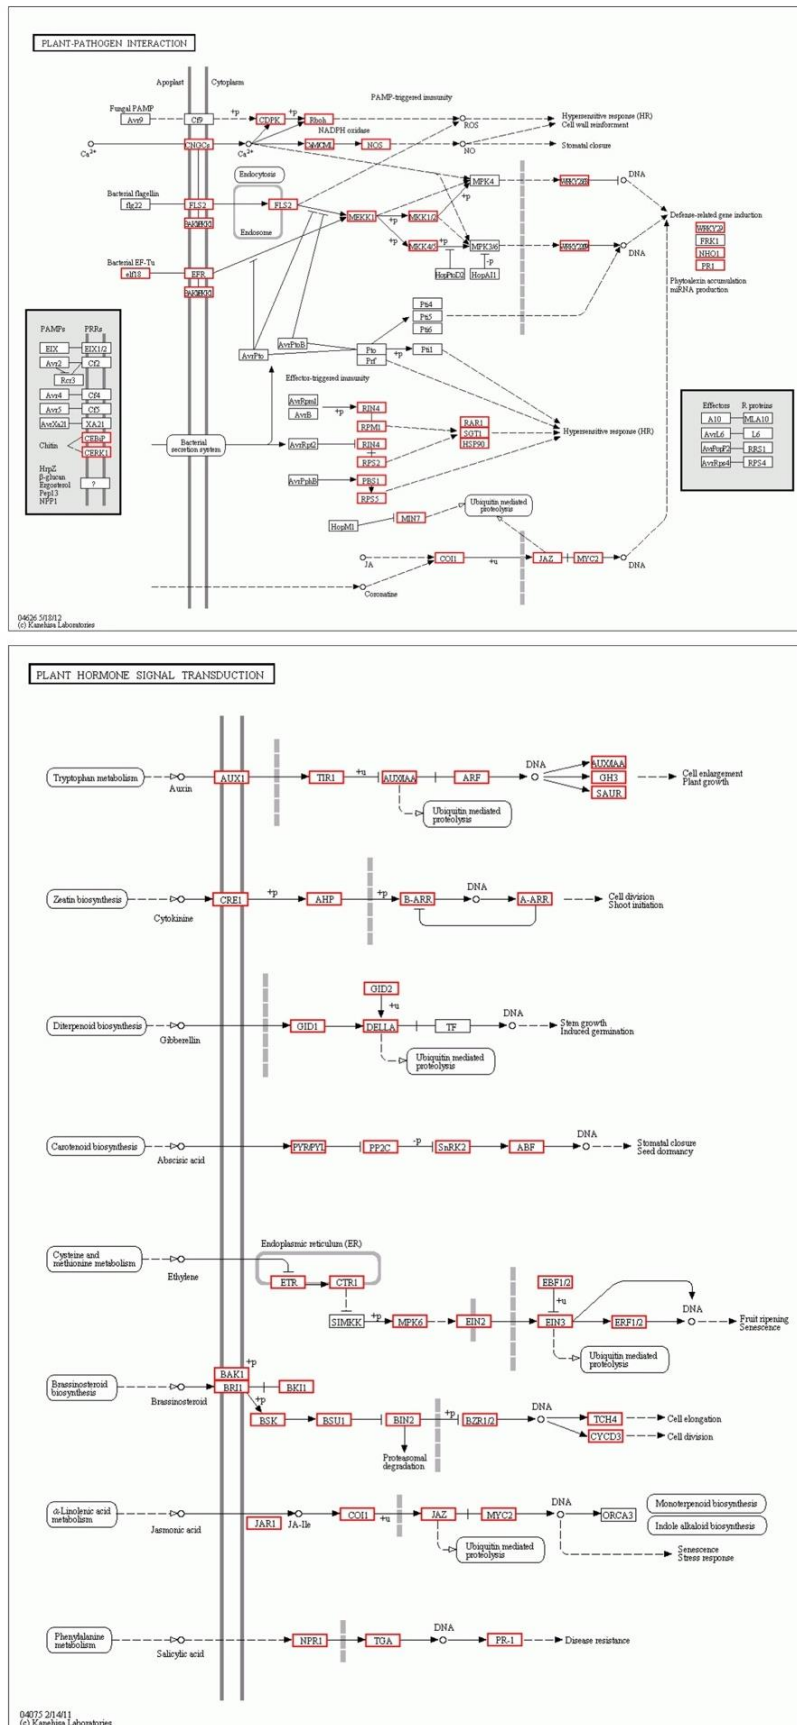 PLANT-PATHOGEN INTERACTION
Apoplast Cytoplasm
PAMP-triggered immunity
Fungal PAMP
Avr9 Cf9 +p CDPK +p Rboh ROS
Hypersensitive response (HR)
Cell wall reinforcement
NADPH oxidase
Ca2+ CNGCs Ca2+ NOS NO Stomatal closure
Endocytosis
MPK4 DNA
Bacterial flagellin
flg22 FLS2 FLS2 +p
Defense-related gene induction
MEKK1 +p MKK1/2
Endosome
+p MKK4/5 +p MPK3/6 DNA
FRK1
NHO1
PR1
Bacterial EF-Tu
elf18 EFR
-p
HopPtoD2 HopAI1
Phytoalexin accumulation
miRNA production
Pti4
Pti5
Pti6
PAMPs PRRs
EIX EIX1/2
Avr2 Cf2
Rcr3
Avr4 Cf4
Avr5 Cf5
AvrXa21 XA21
Chitin CEBiP
CERK1
HrpZ
β-glucan
Ergosterol
Pep13
NPP1
?
AvrPto AvrPtoB Pto +p Pti1
Prf
Effector-triggered immunity
AvrRpm1
AvrB
+p RIN4
RPM1
RAR1
SGT1
HSP90
Hypersensitive response (HR)
Bacterial
secretion system
AvrRpt2 RIN4
RPS2
AvrPphB PBS1
RPS5
Effectors R proteins
A10 MLA10
AvrL6 L6
AvrPopP2 RRS1
AvrRps4 RPS4
HopM1 MIN7
Ubiquitin mediated
proteolysis
JA COI1 +u JAZ MYC2 DNA
Coronatine
04626 5/18/12
(c) Kanehisa Laboratories
PLANT HORMONE SIGNAL TRANSDUCTION
Tryptophan metabolism Auxin AUX1 TIR1 +u AUX/IAA ARF DNA
AUX/IAA
GH3
SAUR
Cell enlargement
Plant growth
Ubiquitin mediated
proteolysis
Zeatin biosynthesis Cytokinine CRE1 +p AHP +p B-ARR DNA A-ARR
Cell division
Shoot initiation
GID2
+u
Diterpenoid biosynthesis Gibberellin GID1 DELLA TF DNA
Stem growth
Induced germination
Ubiquitin mediated
proteolysis
Carotenoid biosynthesis Abscisic acid PYR/PYL PP2C -p SnRK2 ABF DNA
Stomatal closure
Seed dormancy
Endoplasmic reticulum (ER)
Cysteine and
methionine metabolism
Ethylene
ETR CTR1
EBF1/2
+u
SIMKK +p MPK6 EIN2 EIN3 ERF1/2 DNA
Fruit ripening
Senescence
Ubiquitin mediated
proteolysis
Brassinosteroid
biosynthesis
Brassinosteroid
BAK1 +p
BRI1 BKI1
+p
BSK BSU1 BIN2 +p BZR1/2 DNA
TCH4 Cell elongation
CYCD3 Cell division
Proteasomal
degradation
α-Linolenic acid
metabolism
Jasmonic acid JAR1 JA-Ile COI1 +u JAZ MYC2 DNA ORCA3
Monoterpenoid biosynthesis
Indole alkaloid biosynthesis
Ubiquitin mediated
proteolysis
Senescence
Stress response
Phenylalanine
metabolism
Salicylic acid NPR1 TGA DNA PR-1 Disease resistance
04075 2/14/11
(c) Kanehisa Laboratories